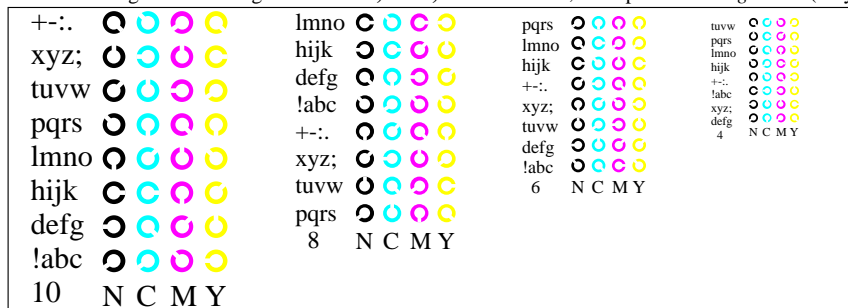 +-:.
xyz;
tuvw
pqrs
lmno
hijk
defg
!abc
10 N C M Y
lmno
hijk
defg
!abc
+-:.
xyz;
tuvw
pqrs
8 N C M Y
pqrs
lmno
hijk
+-:.
xyz;
tuvw
defg
!abc
6 N C M Y
tuvw
pqrs
lmno
hijk
+-:.
!abc
xyz;
defg
4 N C M Y